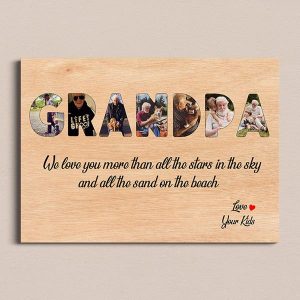 GRANDPA
We love you more than all the stars in the sky
and all the sand on the beach
Love
Your Kids